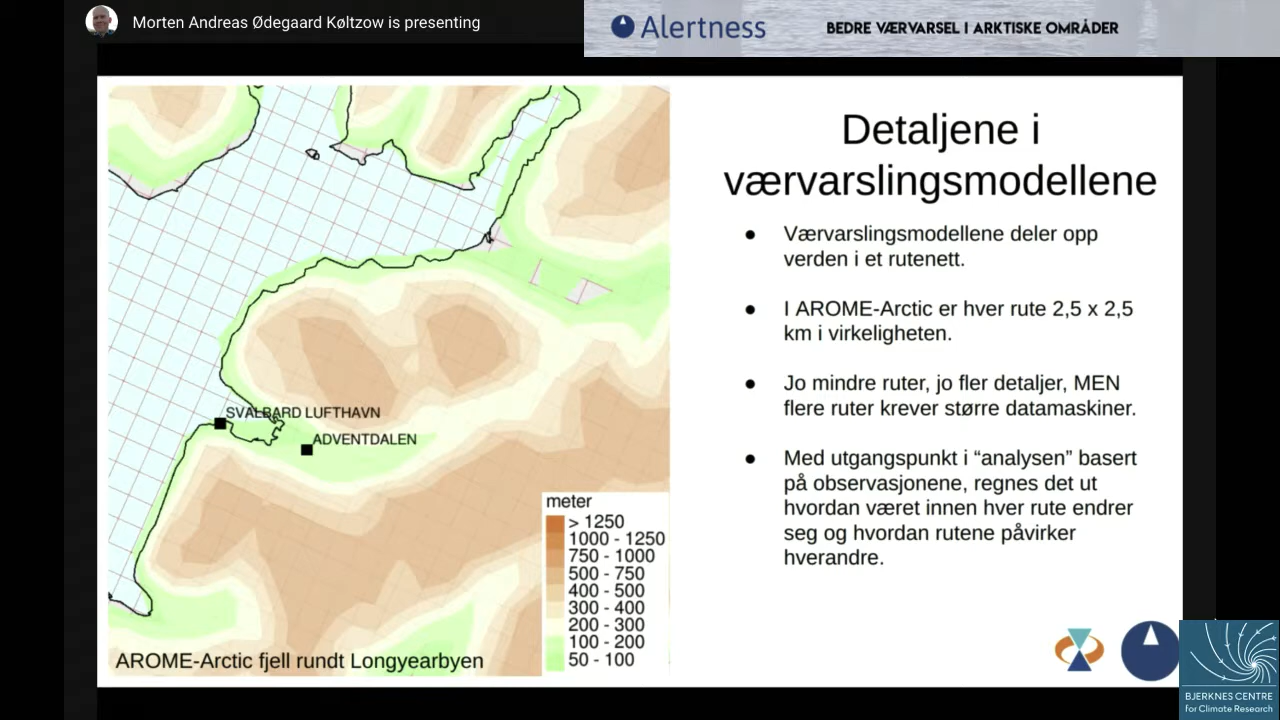 Morten Andreas Ødegaard Køltzow is presenting
Alertness
BEDRE VÆRVARSEL I ARKTISKE OMRÅDER
Detaljene i
værvarslingsmodellene
● Værvarslingsmodellene deler opp
verden i et rutenett.
● I AROME-Arctic er hver rute 2,5 x 2,5
km i virkeligheten.
● Jo mindre ruter, jo fler detaljer, MEN
flere ruter krever større datamaskiner.
● Med utgangspunkt i “analysen” basert
på observasjonene, regnes det ut
hvordan været innen hver rute endrer
seg og hvordan rutene påvirker
hverandre.
SVALBARD LUFTHAVN
ADVENTDALEN
meter
> 1250
1000 - 1250
750 - 1000
500 - 750
400 - 500
300 - 400
200 - 300
100 - 200
50 - 100
AROME-Arctic fjell rundt Longyearbyen
BJERKNES CENTRE
for Climate Research